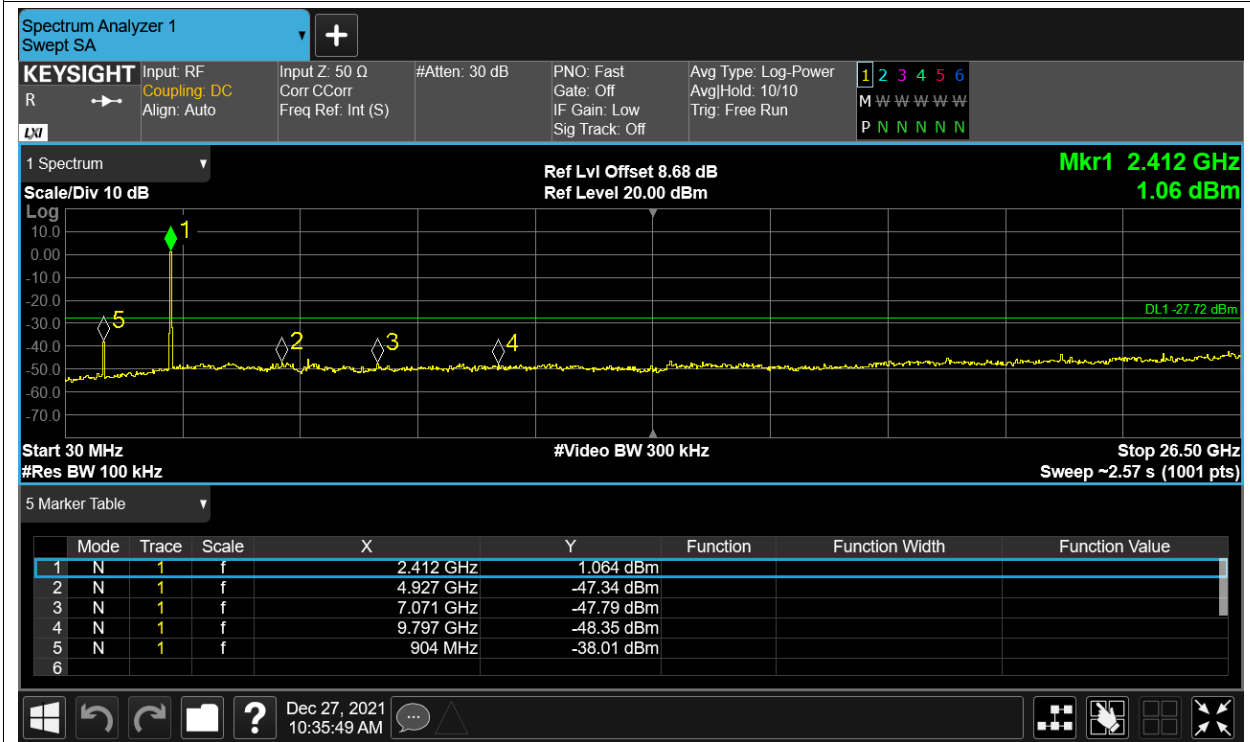 Spectrum Analyzer 1
Swept SA
+
KEYSIGHT Input: RF Input Z: 50 Ω #Atten: 30 dB PNO: Fast Avg Type: Log-Power 1 2 3 4 5 6
R Coupling: DC Corr CCorr Gate: Off Avg|Hold: 10/10 M W W W W W
Align: Auto Freq Ref: Int (S) IF Gain: Low Trig: Free Run
LXI Sig Track: Off P N N N N N
1 Spectrum Ref Lvl Offset 8.68 dB Mkr1 2.412 GHz
Scale/Div 10 dB Ref Level 20.00 dBm 1.06 dBm
Log
10.0 1
0.00
-10.0
-20.0 DL1 -27.72 dBm
-30.0 5
-40.0 2 3 4
-50.0
-60.0
-70.0
Start 30 MHz #Video BW 300 kHz Stop 26.50 GHz
#Res BW 100 kHz Sweep ~2.57 s (1001 pts)
5 Marker Table
Mode Trace Scale X Y Function Function Width Function Value
1 N 1 f 2.412 GHz 1.064 dBm
2 N 1 f 4.927 GHz -47.34 dBm
3 N 1 f 7.071 GHz -47.79 dBm
4 N 1 f 9.797 GHz -48.35 dBm
5 N 1 f 904 MHz -38.01 dBm
6
? Dec 27, 2021
10:35:49 AM